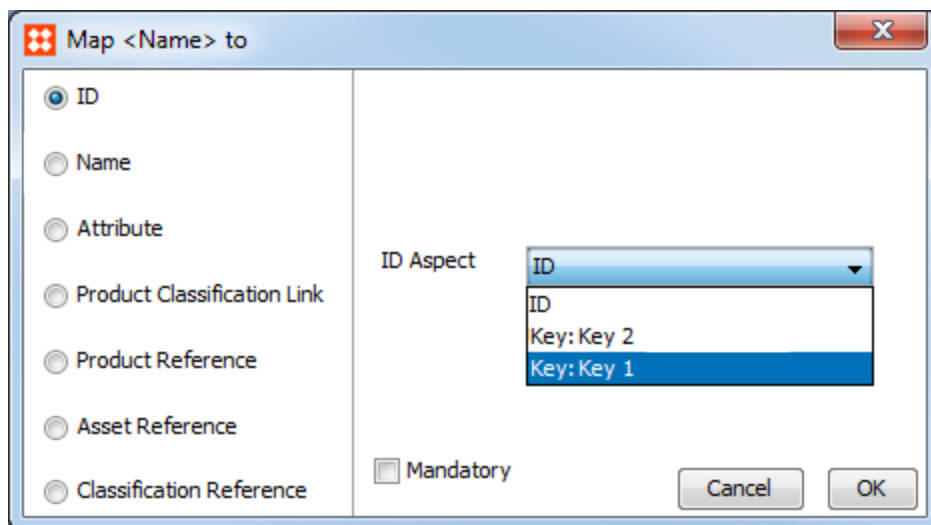 Map <Name> to
ID
Name
Attribute
Product Classification Link
Product Reference
Asset Reference
Classification Reference
ID Aspect
ID
ID
Key: Key 2
Key: Key 1
Mandatory
Cancel
OK